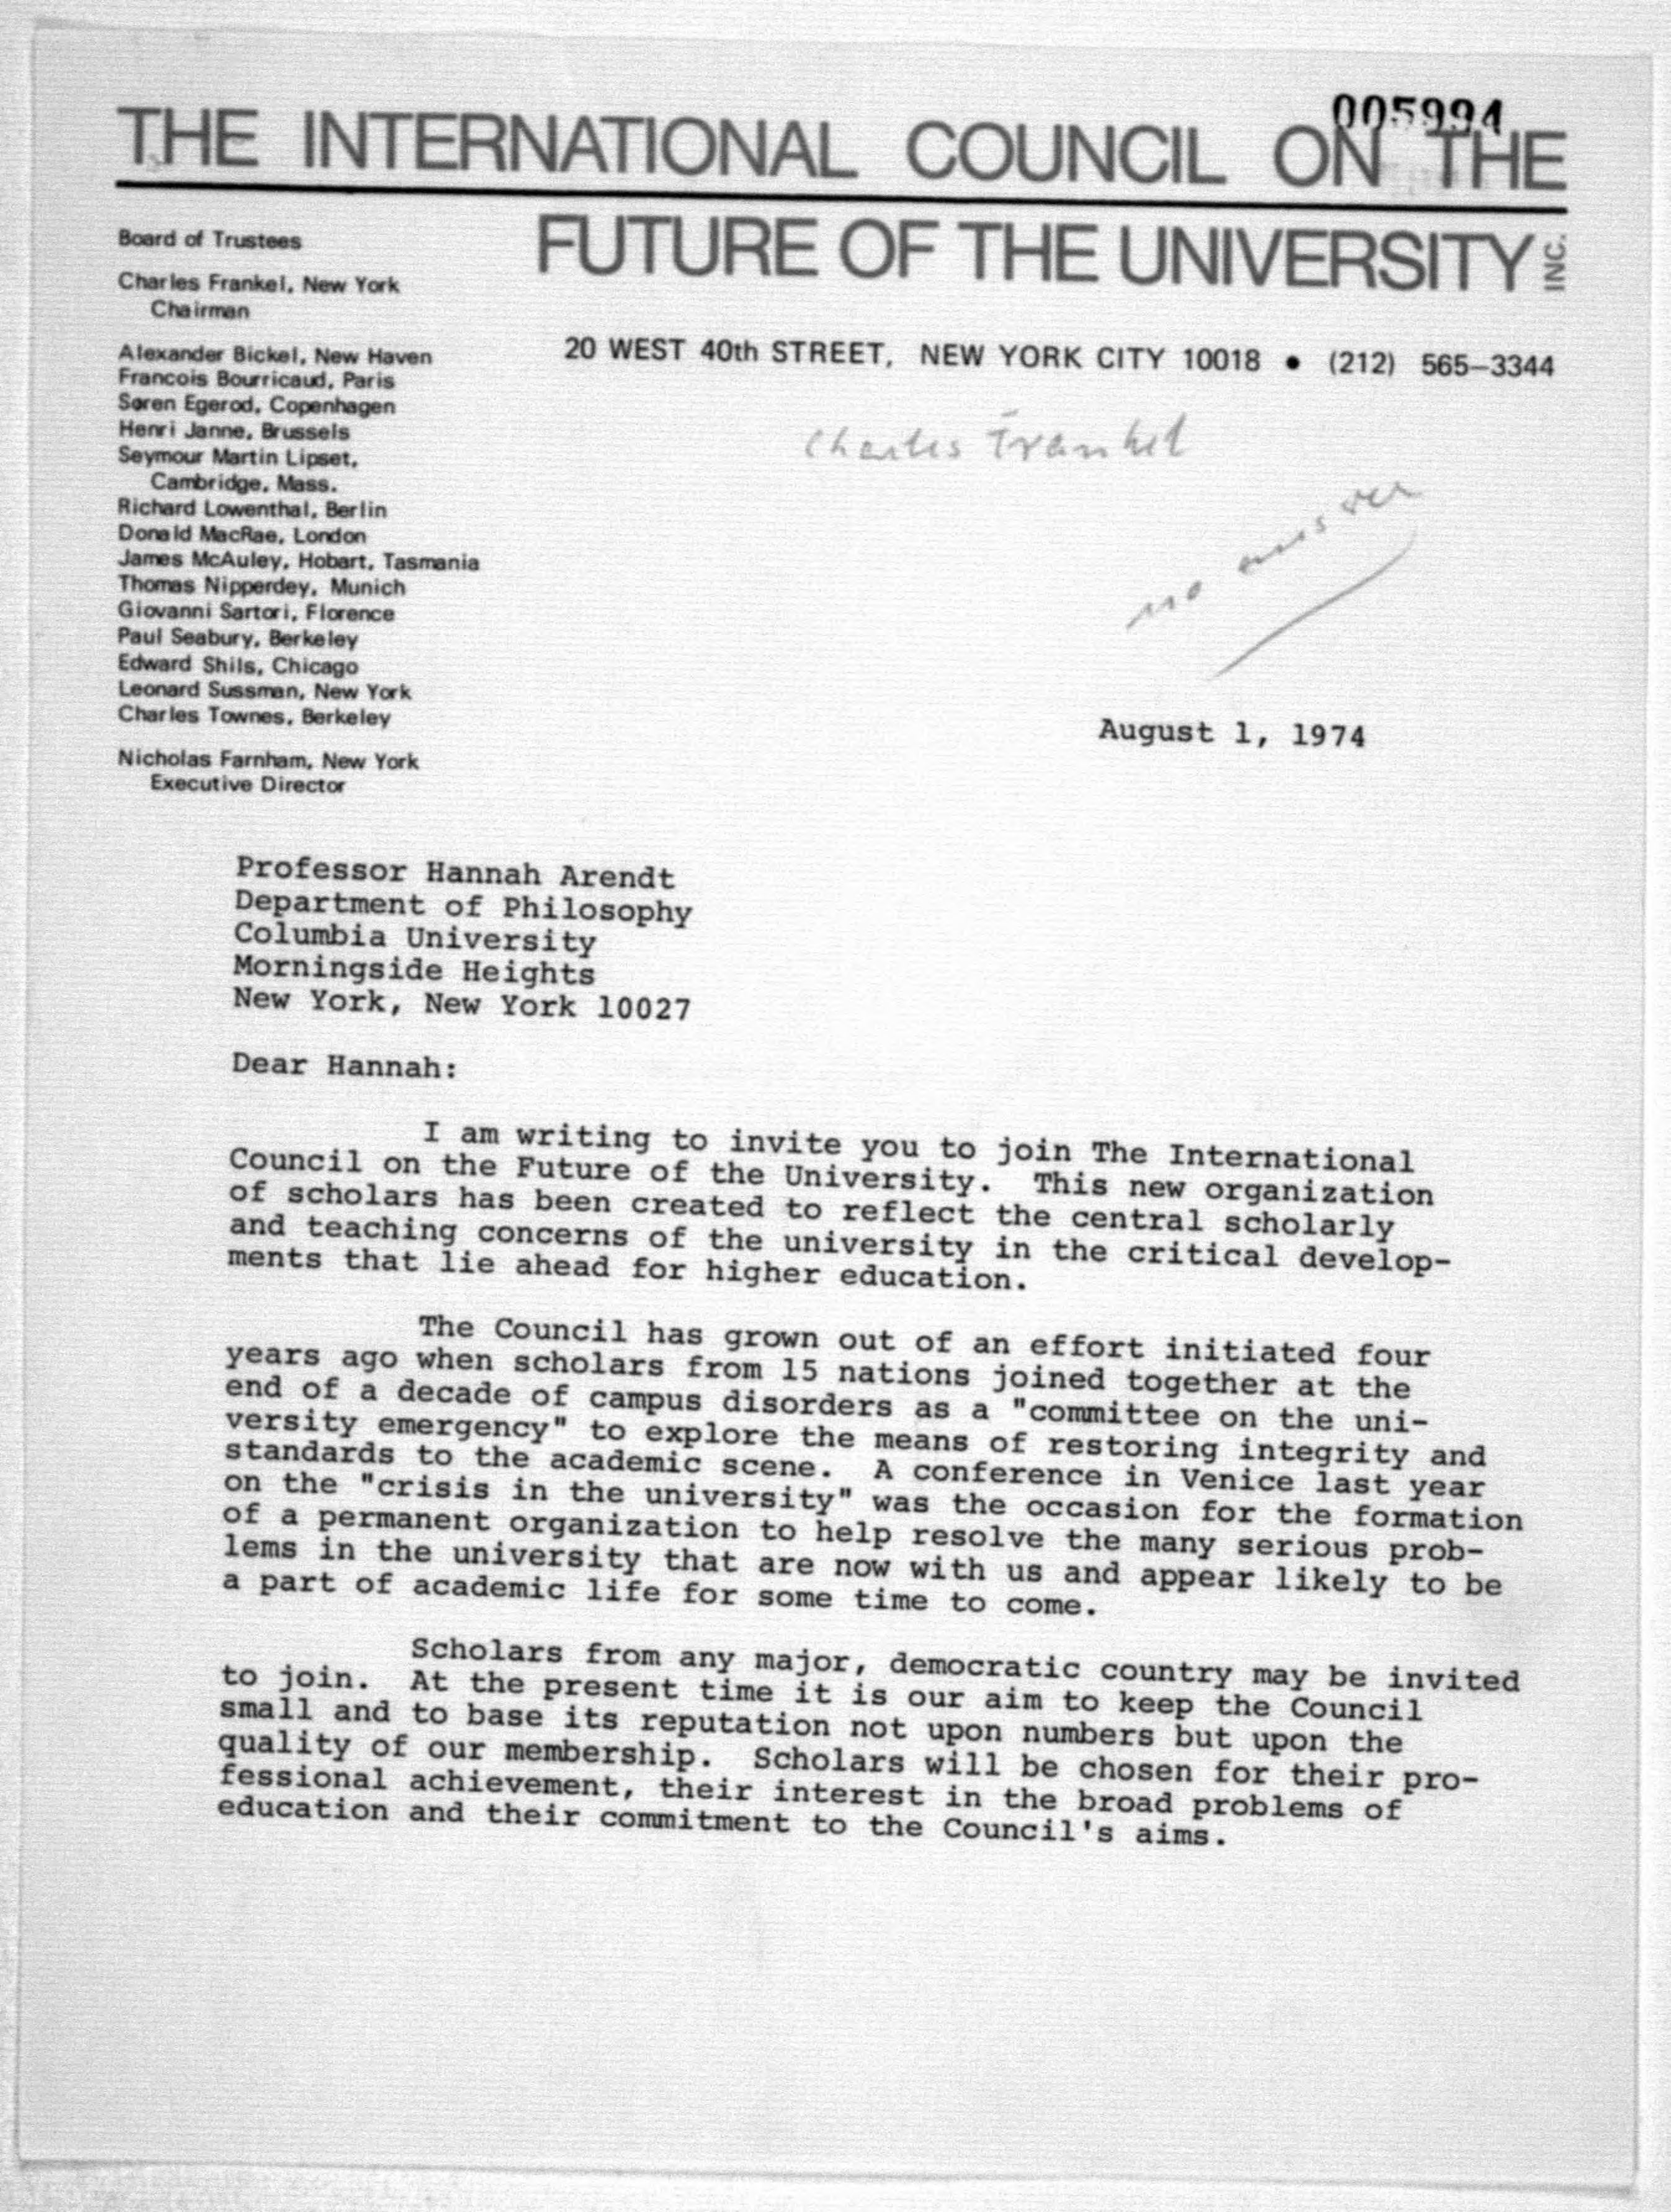 005994
THE INTERNATIONAL COUNCIL ON THE
FUTURE OF THE UNIVERSITY INC.
20 WEST 40th STREET, NEW YORK CITY 10018 • (212) 565-3344
Board of Trustees
Charles Frankel, New York
Chairman
Alexander Bickel, New Haven
Francois Bourricaud, Paris
Søren Egerod, Copenhagen
Henri Janne, Brussels
Seymour Martin Lipset,
Cambridge, Mass.
Richard Lowenthal, Berlin
Donald MacRae, London
James McAuley, Hobart, Tasmania
Thomas Nipperdey, Munich
Giovanni Sartori, Florence
Paul Seabury, Berkeley
Edward Shils, Chicago
Leonard Sussman, New York
Charles Townes, Berkeley
Nicholas Farnham, New York
Executive Director
Charles Frankel
no answer
August 1, 1974
Professor Hannah Arendt
Department of Philosophy
Columbia University
Morningside Heights
New York, New York 10027
Dear Hannah:
I am writing to invite you to join The International
Council on the Future of the University. This new organization
of scholars has been created to reflect the central scholarly
and teaching concerns of the university in the critical develop-
ments that lie ahead for higher education.
The Council has grown out of an effort initiated four
years ago when scholars from 15 nations joined together at the
end of a decade of campus disorders as a "committee on the uni-
versity emergency" to explore the means of restoring integrity and
standards to the academic scene. A conference in Venice last year
on the "crisis in the university" was the occasion for the formation
of a permanent organization to help resolve the many serious prob-
lems in the university that are now with us and appear likely to be
a part of academic life for some time to come.
Scholars from any major, democratic country may be invited
to join. At the present time it is our aim to keep the Council
small and to base its reputation not upon numbers but upon the
quality of our membership. Scholars will be chosen for their pro-
fessional achievement, their interest in the broad problems of
education and their commitment to the Council's aims.